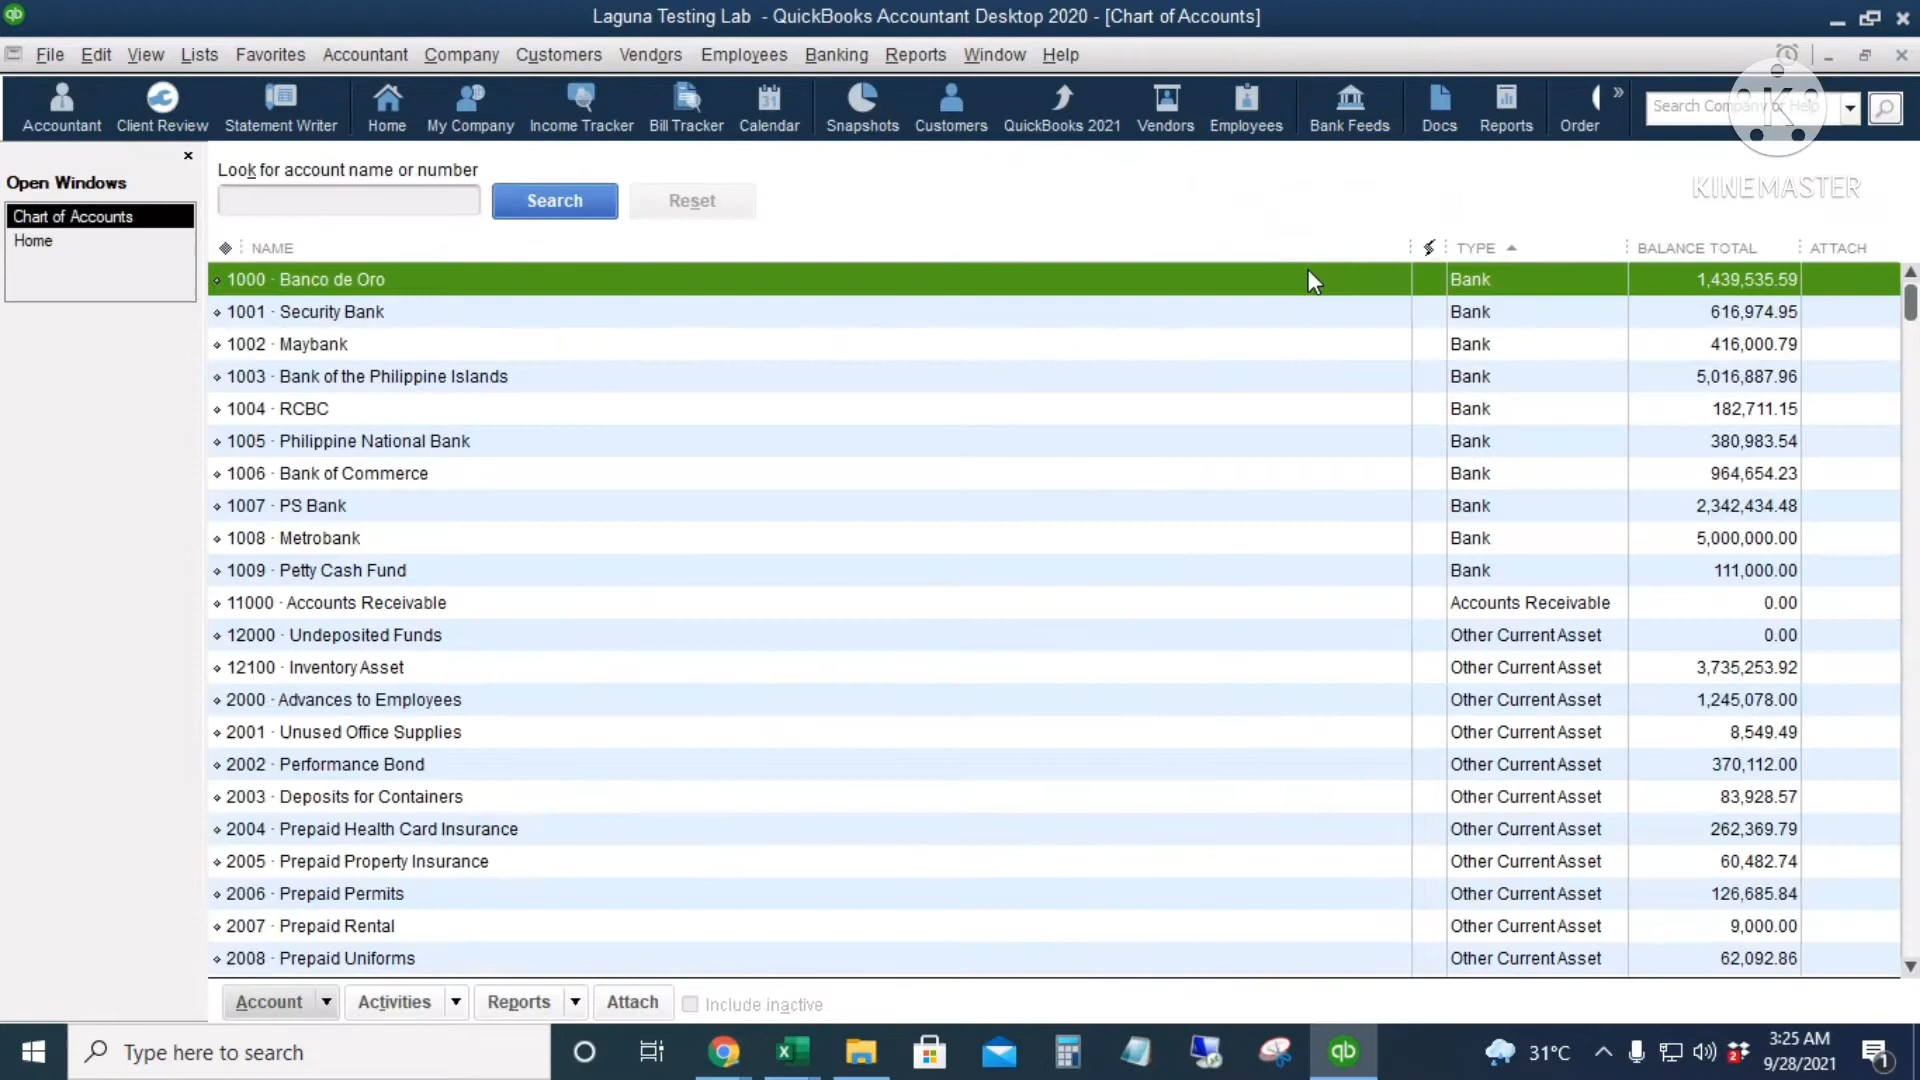 Laguna Testing Lab - QuickBooks Accountant Desktop 2020 - [Chart of Accounts]
File Edit View Lists Favorites Accountant Company Customers Vendors Employees Banking Reports Window Help
Accountant Client Review Statement Writer Home My Company Income Tracker Bill Tracker Calendar Snapshots Customers QuickBooks 2021 Vendors Employees Bank Feeds Docs Reports Order Search Company or Help
KINEMASTER
Open Windows
Chart of Accounts
Home
Look for account name or number
Search Reset
NAME TYPE BALANCE TOTAL ATTACH
1000 · Banco de Oro Bank 1,439,535.59
1001 · Security Bank Bank 616,974.95
1002 · Maybank Bank 416,000.79
1003 · Bank of the Philippine Islands Bank 5,016,887.96
1004 · RCBC Bank 182,711.15
1005 · Philippine National Bank Bank 380,983.54
1006 · Bank of Commerce Bank 964,654.23
1007 · PS Bank Bank 2,342,434.48
1008 · Metrobank Bank 5,000,000.00
1009 · Petty Cash Fund Bank 111,000.00
11000 · Accounts Receivable Accounts Receivable 0.00
12000 · Undeposited Funds Other Current Asset 0.00
12100 · Inventory Asset Other Current Asset 3,735,253.92
2000 · Advances to Employees Other Current Asset 1,245,078.00
2001 · Unused Office Supplies Other Current Asset 8,549.49
2002 · Performance Bond Other Current Asset 370,112.00
2003 · Deposits for Containers Other Current Asset 83,928.57
2004 · Prepaid Health Card Insurance Other Current Asset 262,369.79
2005 · Prepaid Property Insurance Other Current Asset 60,482.74
2006 · Prepaid Permits Other Current Asset 126,685.84
2007 · Prepaid Rental Other Current Asset 9,000.00
2008 · Prepaid Uniforms Other Current Asset 62,092.86
Account Activities Reports Attach Include inactive
Type here to search 31°C 3:25 AM
9/28/2021